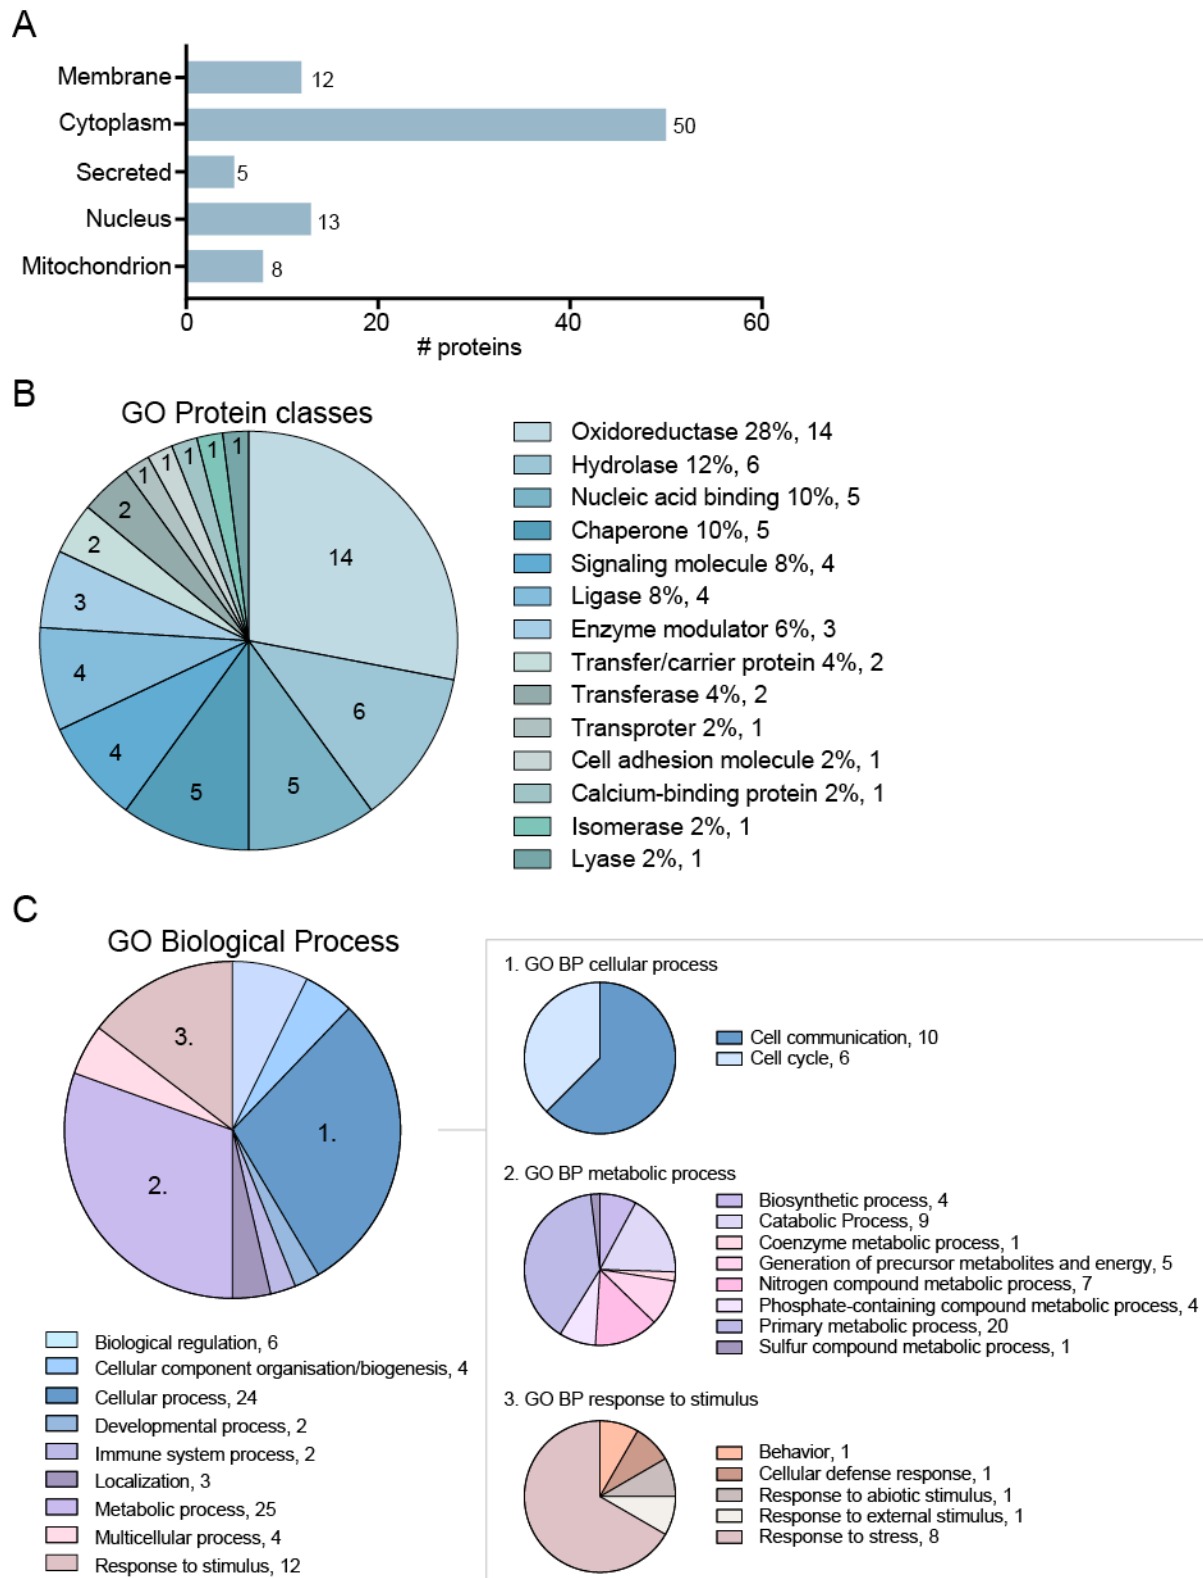 A
Membrane
12
Cytoplasm
50
Secreted
5
Nucleus
13
Mitochondrion
8
0
20
40
60
# proteins
B
GO Protein classes
14
6
5
5
4
4
3
2
2
1
1
1
1
1
Oxidoreductase 28%, 14
Hydrolase 12%, 6
Nucleic acid binding 10%, 5
Chaperone 10%, 5
Signaling molecule 8%, 4
Ligase 8%, 4
Enzyme modulator 6%, 3
Transfer/carrier protein 4%, 2
Transferase 4%, 2
Transproter 2%, 1
Cell adhesion molecule 2%, 1
Calcium-binding protein 2%, 1
Isomerase 2%, 1
Lyase 2%, 1
C
GO Biological Process
3.
1.
2.
Biological regulation, 6
Cellular component organisation/biogenesis, 4
Cellular process, 24
Developmental process, 2
Immune system process, 2
Localization, 3
Metabolic process, 25
Multicellular process, 4
Response to stimulus, 12
1. GO BP cellular process
Cell communication, 10
Cell cycle, 6
2. GO BP metabolic process
Biosynthetic process, 4
Catabolic Process, 9
Coenzyme metabolic process, 1
Generation of precursor metabolites and energy, 5
Nitrogen compound metabolic process, 7
Phosphate-containing compound metabolic process, 4
Primary metabolic process, 20
Sulfur compound metabolic process, 1
3. GO BP response to stimulus
Behavior, 1
Cellular defense response, 1
Response to abiotic stimulus, 1
Response to external stimulus, 1
Response to stress, 8